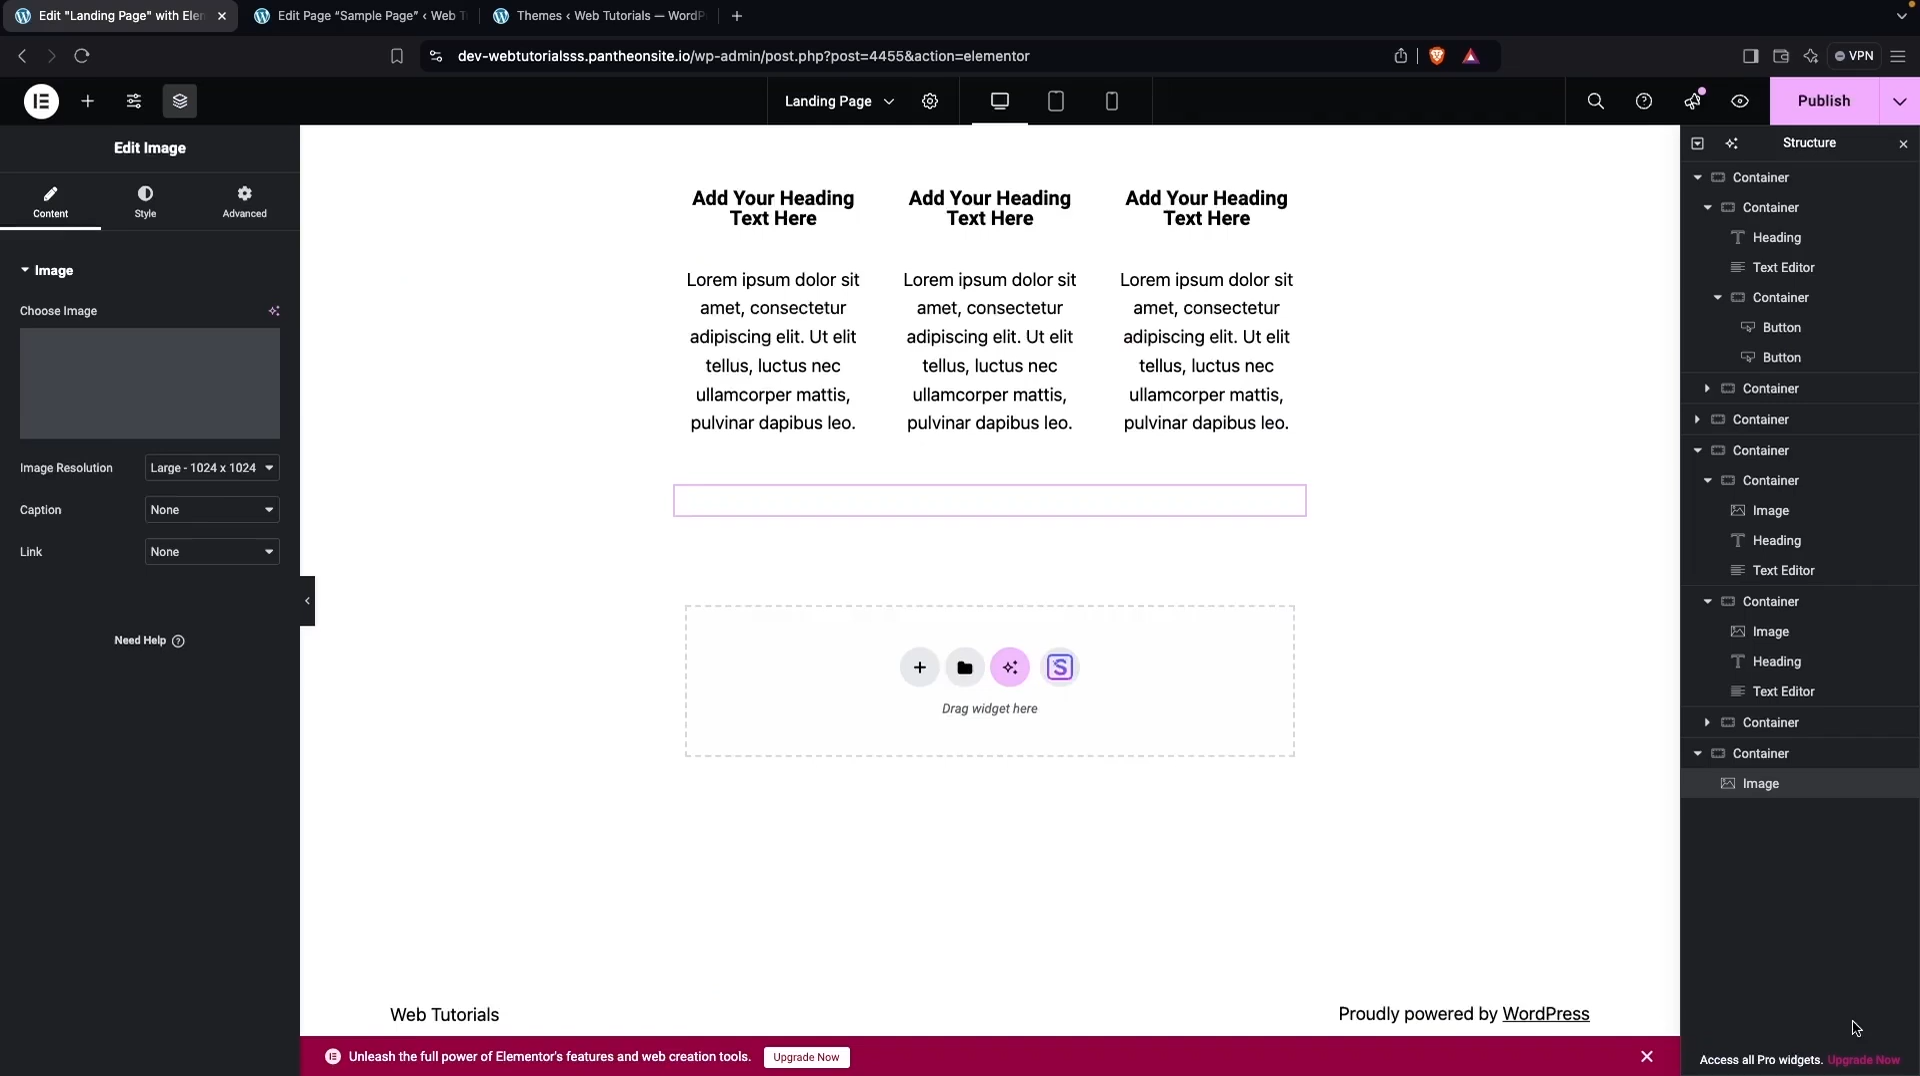 Edit "Landing Page" with Elen
Edit Page “Sample Page” ‹ Web T
Themes ‹ Web Tutorials — WordP
dev-webtutorialsss.pantheonsite.io/wp-admin/post.php?post=4455&action=elementor
VPN
Landing Page
Publish
Edit Image
Content
Style
Advanced
Image
Choose Image
Image Resolution
Large - 1024 x 1024
Caption
None
Link
None
Need Help
Add Your Heading
Text Here
Add Your Heading
Text Here
Add Your Heading
Text Here
Lorem ipsum dolor sit
amet, consectetur
adipiscing elit. Ut elit
tellus, luctus nec
ullamcorper mattis,
pulvinar dapibus leo.
Lorem ipsum dolor sit
amet, consectetur
adipiscing elit. Ut elit
tellus, luctus nec
ullamcorper mattis,
pulvinar dapibus leo.
Lorem ipsum dolor sit
amet, consectetur
adipiscing elit. Ut elit
tellus, luctus nec
ullamcorper mattis,
pulvinar dapibus leo.
Drag widget here
Web Tutorials
Proudly powered by WordPress
Unleash the full power of Elementor's features and web creation tools.
Upgrade Now
Structure
Container
Container
Heading
Text Editor
Container
Button
Button
Container
Container
Container
Container
Image
Heading
Text Editor
Container
Image
Heading
Text Editor
Container
Container
Image
Access all Pro widgets. Upgrade Now